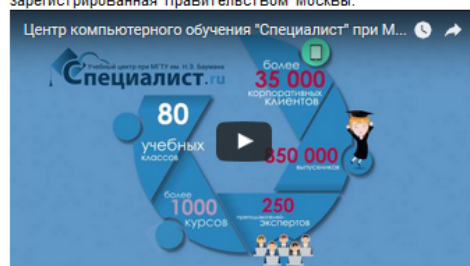 зарегистрированная Правительством Москвы.
Центр компьютерного обучения "Специалист" при М...
Учебный центр при МГТУ им. Н.Э. Баумана
Специалист.ru
более
35 000
корпоративных
клиентов
80
учебных
классов
850 000
выпускников
более
1000
курсов
250
преподавателей-
экспертов